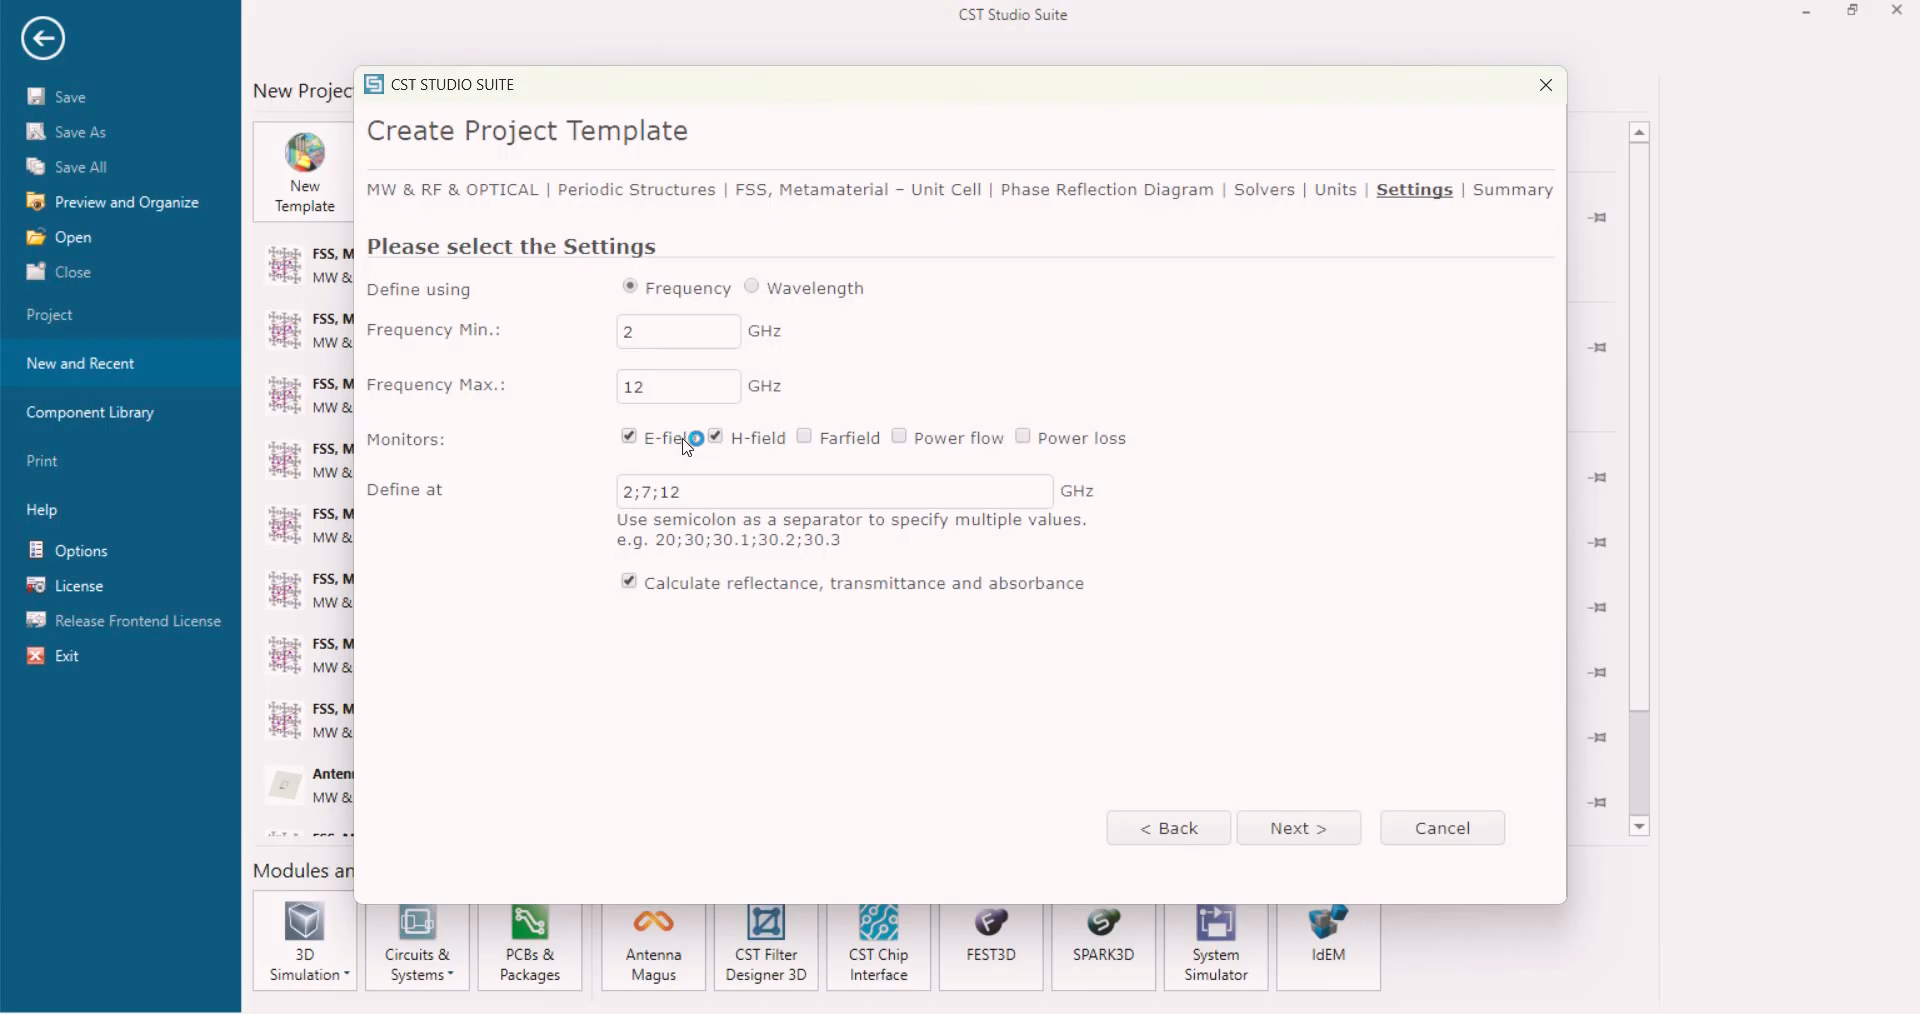 CST Studio Suite
Save
Save As
Save All
Preview and Organize
Open
Close
Project
New and Recent
Component Library
Print
Help
Options
License
Release Frontend License
Exit
New Projec
New
Template
FSS, M
MW &
FSS, M
MW &
FSS, M
MW &
FSS, M
MW &
FSS, M
MW &
FSS, M
MW &
FSS, M
MW &
FSS, M
MW &
Anten
MW &
CST STUDIO SUITE
Create Project Template
MW & RF & OPTICAL | Periodic Structures | FSS, Metamaterial – Unit Cell | Phase Reflection Diagram | Solvers | Units | Settings | Summary
Please select the Settings
Define using Frequency Wavelength
Frequency Min.: 2 GHz
Frequency Max.: 12 GHz
Monitors: E-fiel H-field Farfield Power flow Power loss
Define at 2;7;12 GHz
Use semicolon as a separator to specify multiple values.
e.g. 20;30;30.1;30.2;30.3
Calculate reflectance, transmittance and absorbance
< Back Next > Cancel
Modules an
3D
Simulation
Circuits &
Systems
PCBs &
Packages
Antenna
Magus
CST Filter
Designer 3D
CST Chip
Interface
FEST3D
SPARK3D
System
Simulator
IdEM